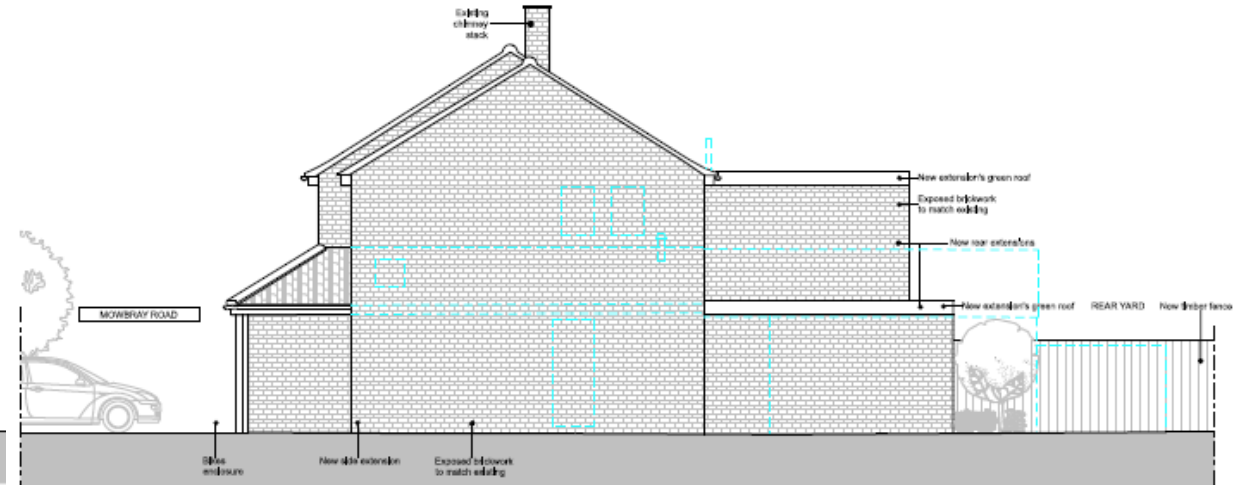 Existing
chimney
stack
New extension's green roof
Exposed brickwork
to match existing
New rear extensions
MOWBRAY ROAD
New extension's green roof
REAR YARD
New timber fence
Bikes
enclosure
New side extension
Exposed brickwork
to match existing